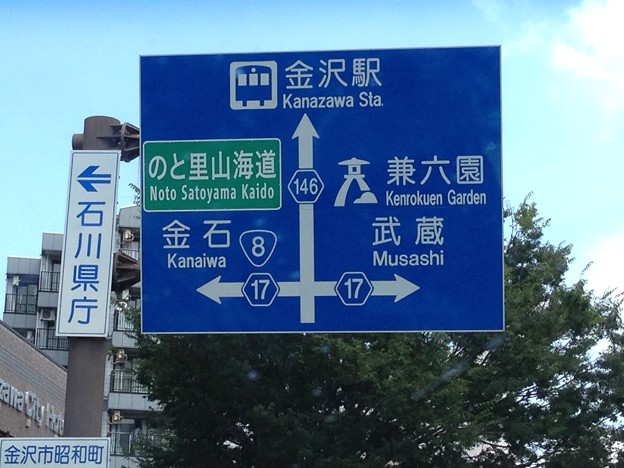 金沢駅
Kanazawa Sta.
のと里山海道
Noto Satoyama Kaido
146
兼六園
Kenrokuen Garden
金石
Kanaiwa
8
武蔵
Musashi
17
17
石川県庁
金沢市昭和町
City